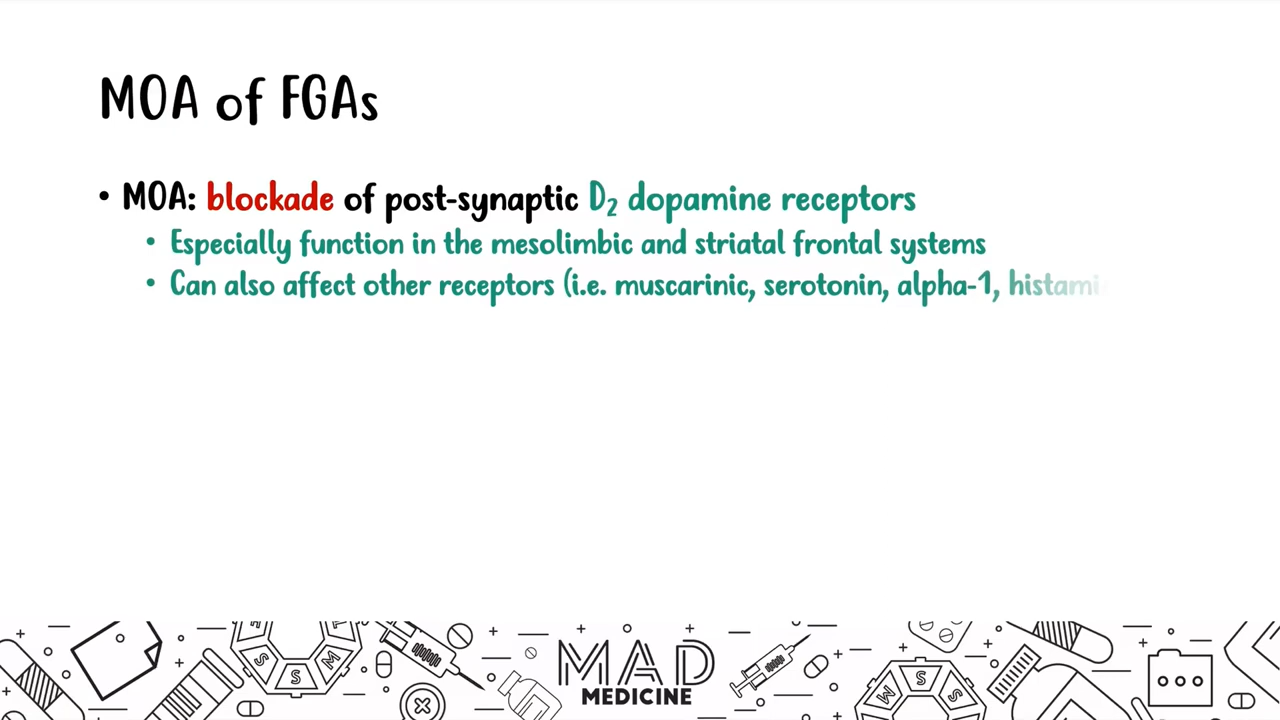 MOA of FGAs
• MOA: blockade of post-synaptic D₂ dopamine receptors
• Especially function in the mesolimbic and striatal frontal systems
• Can also affect other receptors (i.e. muscarinic, serotonin, alpha-1, histami
S S M
M S S
MAD
MEDICINE